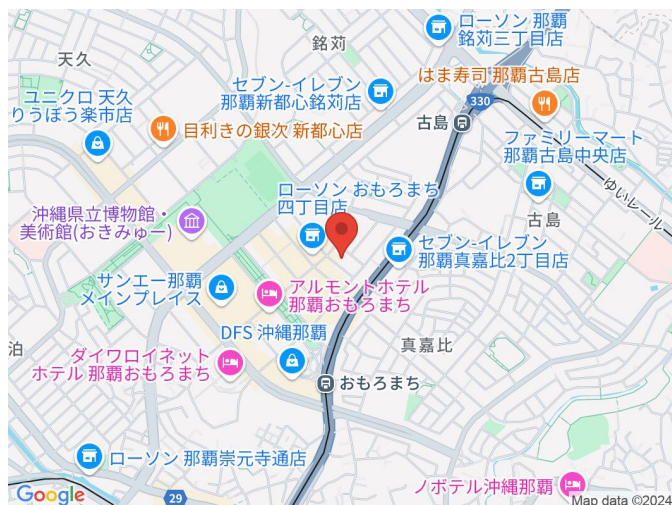 ローソン 那覇
銘苅三丁目店
銘苅
天久
セブン-イレブン
那覇新都心銘苅店
はま寿司 那覇古島店
ユニクロ 天久
りうぼう楽市店
330
目利きの銀次 新都心店
古島
ファミリーマート
那覇古島中央店
ゆいレール
ローソン おもろまち
四丁目店
沖縄県立博物館・
美術館(おきみゅー)
古島
セブン-イレブン
那覇真嘉比2丁目店
サンエー那覇
メインプレイス
アルモントホテル
那覇おもろまち
DFS 沖縄那覇
真嘉比
泊
ダイワロイネット
ホテル 那覇おもろまち
おもろまち
ローソン 那覇崇元寺通店
ノボテル沖縄那覇
29
Google
Map data ©2024